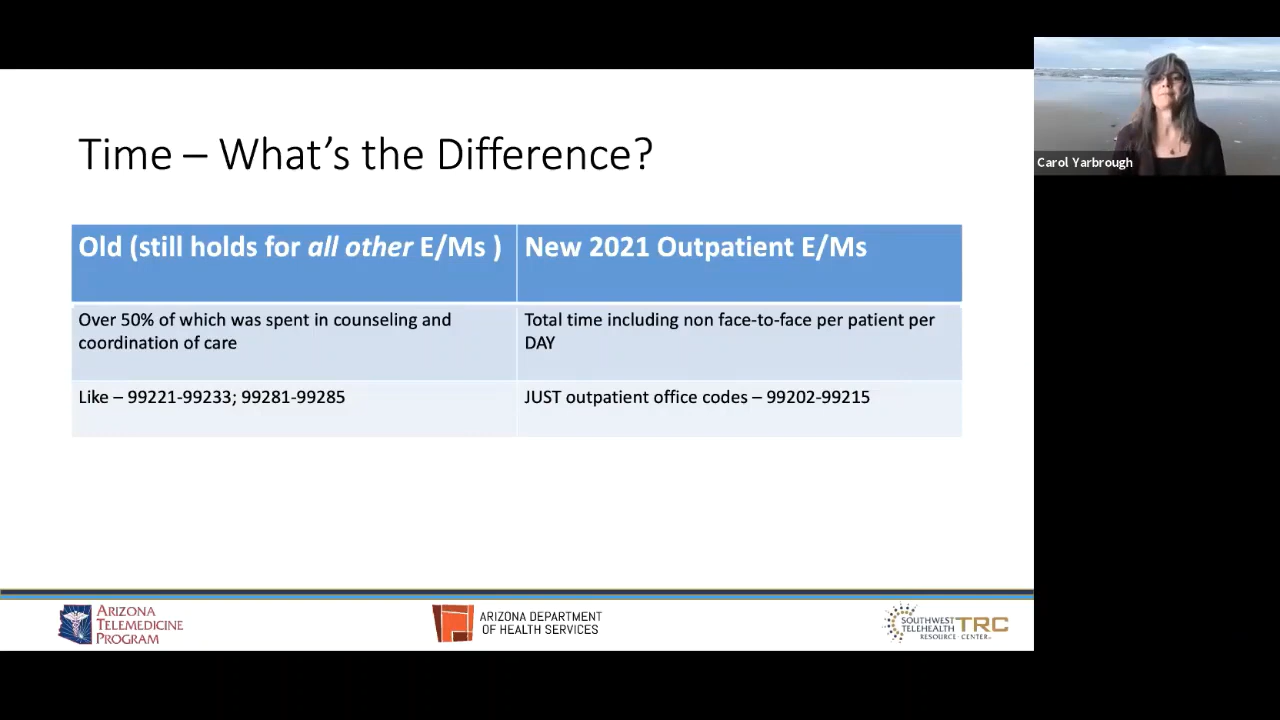 Time – What's the Difference?
Old (still holds for all other E/Ms )
New 2021 Outpatient E/Ms
Over 50% of which was spent in counseling and
coordination of care
Total time including non face-to-face per patient per
DAY
Like – 99221-99233; 99281-99285
JUST outpatient office codes – 99202-99215
Carol Yarbrough
ARIZONA
TELEMEDICINE
PROGRAM
ARIZONA DEPARTMENT
OF HEALTH SERVICES
SOUTHWEST
TELEHEALTH
RESOURCE CENTER
TRC